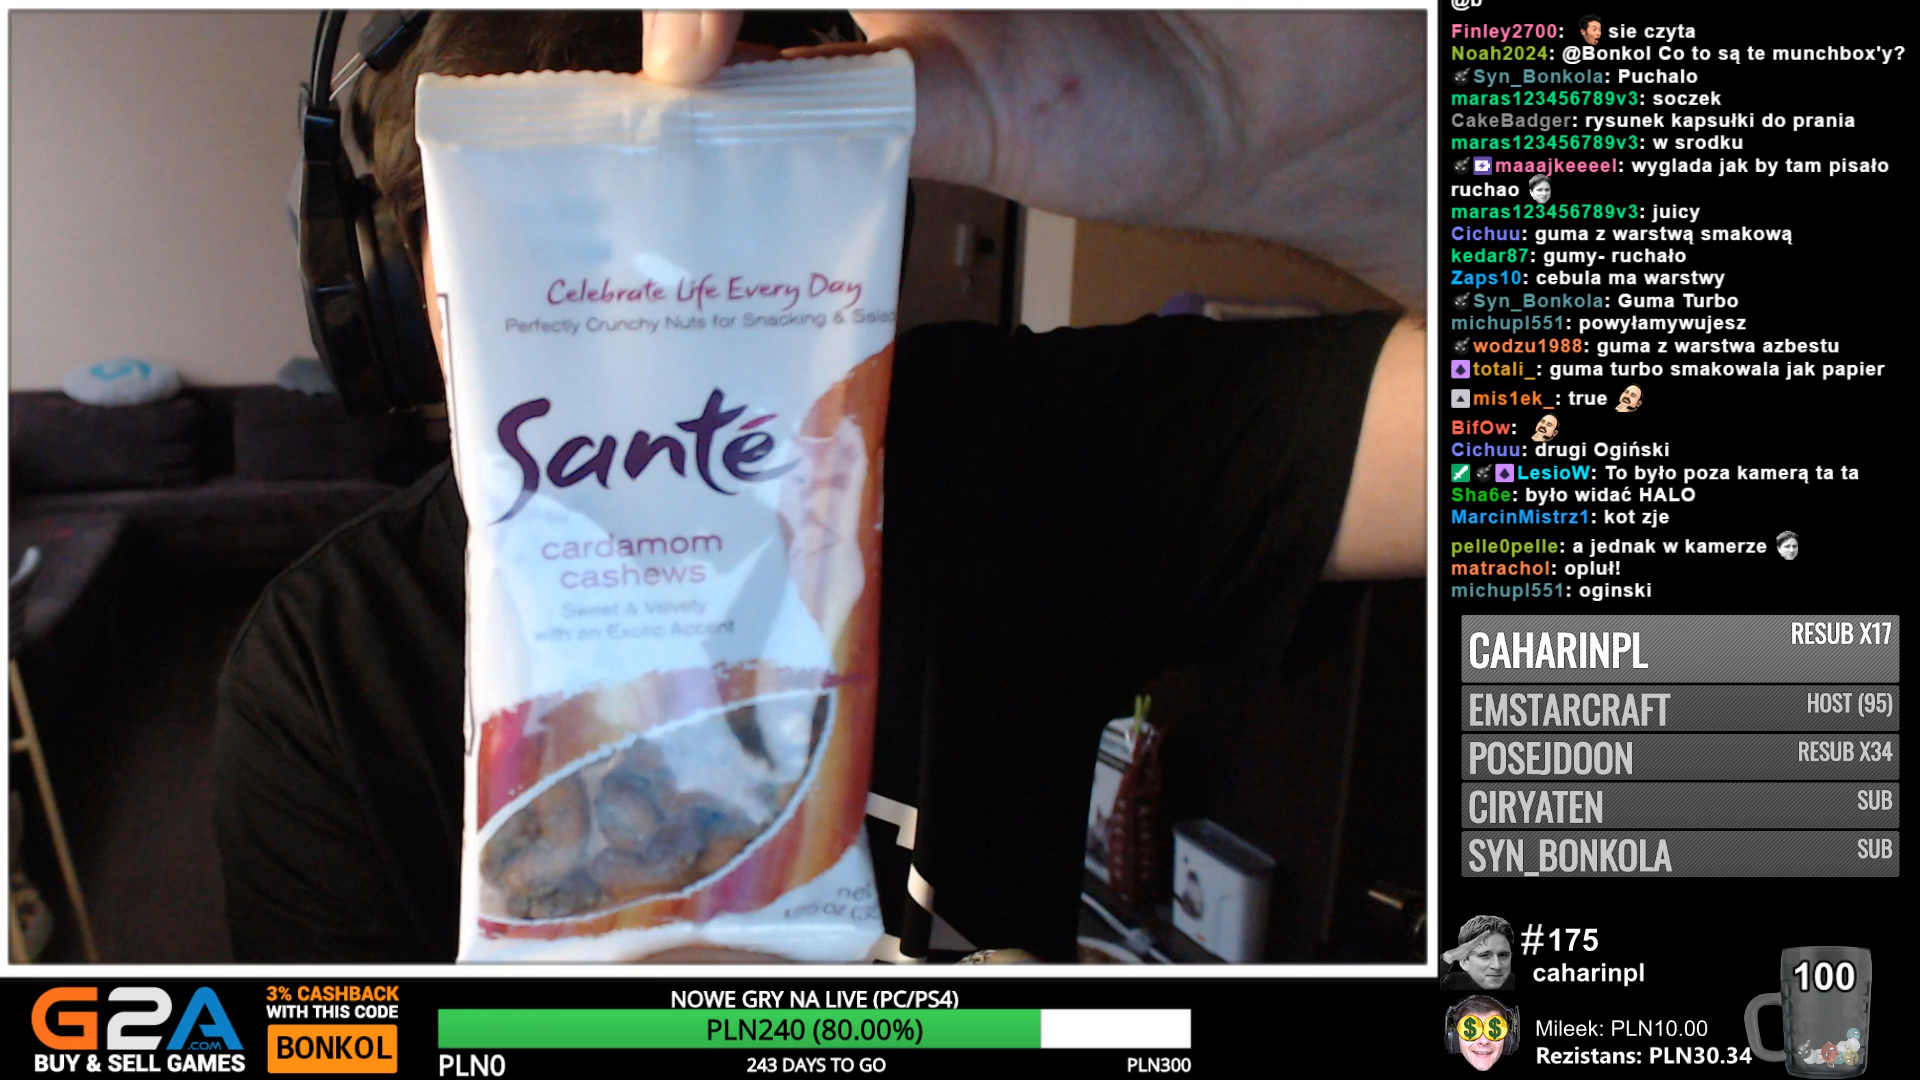 Celebrate Life Every Day
Perfectly Crunchy Nuts for Snacking &
Santé
cardamom
cashews
Sweet & Velvety
with an Exotic Accent
net
@b
Finley2700: sie czyta
Noah2024: @Bonkol Co to są te munchbox'y?
Syn_Bonkola: Puchalo
maras123456789v3: soczek
CakeBadger: rysunek kapsułki do prania
maras123456789v3: w srodku
maaajkeeeel: wyglada jak by tam pisało
ruchao
maras123456789v3: juicy
Cichuu: guma z warstwą smakową
kedar87: gumy- ruchało
Zaps10: cebula ma warstwy
Syn_Bonkola: Guma Turbo
michupl551: powyłamywujesz
wodzu1988: guma z warstwa azbestu
totali_: guma turbo smakowala jak papier
mis1ek_: true
BifOw:
Cichuu: drugi Ogiński
LesioW: To było poza kamerą ta ta
Sha6e: było widać HALO
MarcinMistrz1: kot zje
pelle0pelle: a jednak w kamerze
matrachol: opluł!
michupl551: oginski
CAHARINPL RESUB X17
EMSTARCRAFT HOST (95)
POSEJDOON RESUB X34
CIRYATEN SUB
SYN_BONKOLA SUB
#175
caharinpl
100
Mileek: PLN10.00
Rezistans: PLN30.34
G2A
.COM
BUY & SELL GAMES
3% CASHBACK
WITH THIS CODE
BONKOL
NOWE GRY NA LIVE (PC/PS4)
PLN240 (80.00%)
PLN0 243 DAYS TO GO PLN300